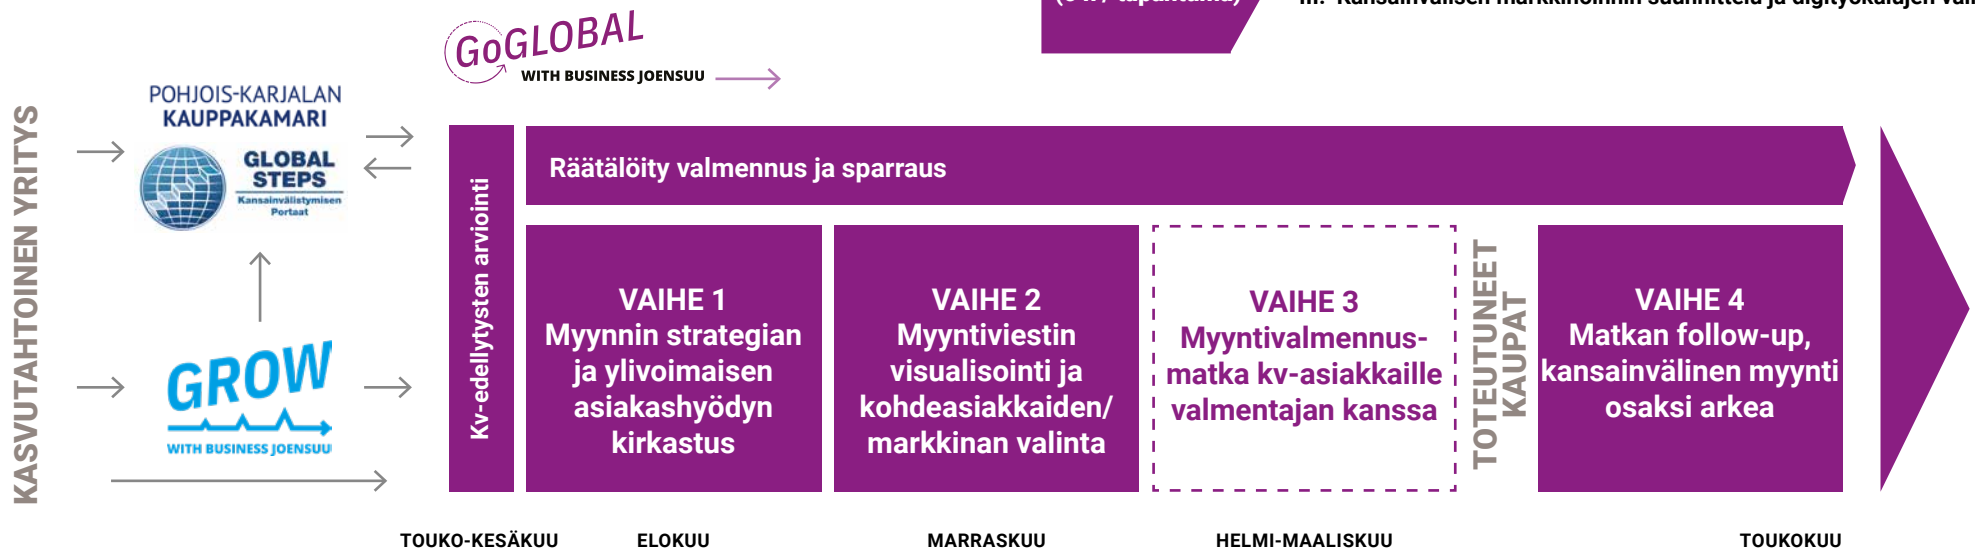 GoGLOBAL
WITH BUSINESS JOENSUU
KASVUTAHTOINEN YRITYS
POHJOIS-KARJALAN
KAUPPAKAMARI
GLOBAL
STEPS
Kansainvälistymisen
Portaat
GROW
WITH BUSINESS JOENSUU
Kv-edellytysten arviointi
Räätälöity valmennus ja sparraus
VAIHE 1
Myynnin strategian
ja ylivoimaisen
asiakashyödyn
kirkastus
VAIHE 2
Myyntiviestin
visualisointi ja
kohdeasiakkaiden/
markkinan valinta
VAIHE 3
Myyntivalmennus-
matka kv-asiakkaille
valmentajan kanssa
TOTEUTUNEET
KAUPAT
VAIHE 4
Matkan follow-up,
kansainvälinen myynti
osaksi arkea
TOUKO-KESÄKUU
ELOKUU
MARRASKUU
HELMI-MAALISKUU
TOUKOKUU